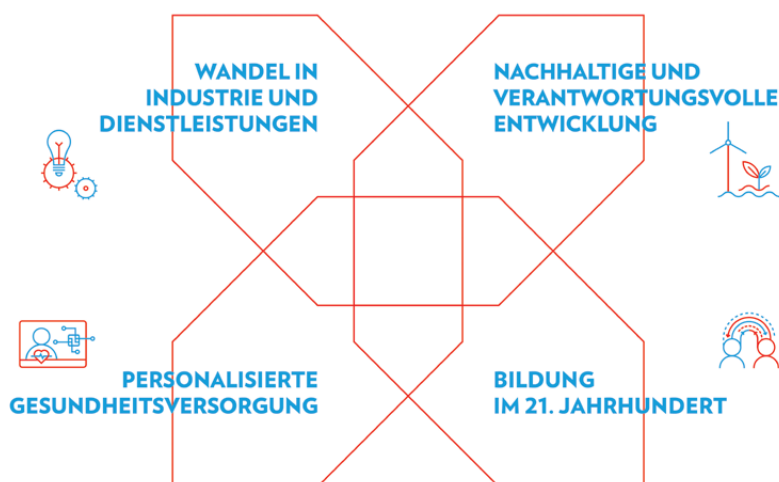 WANDEL IN
INDUSTRIE UND
DIENSTLEISTUNGEN
NACHHALTIGE UND
VERANTWORTUNGSVOLLE
ENTWICKLUNG
PERSONALISIERTE
GESUNDHEITSVERSORGUNG
BILDUNG
IM 21. JAHRHUNDERT